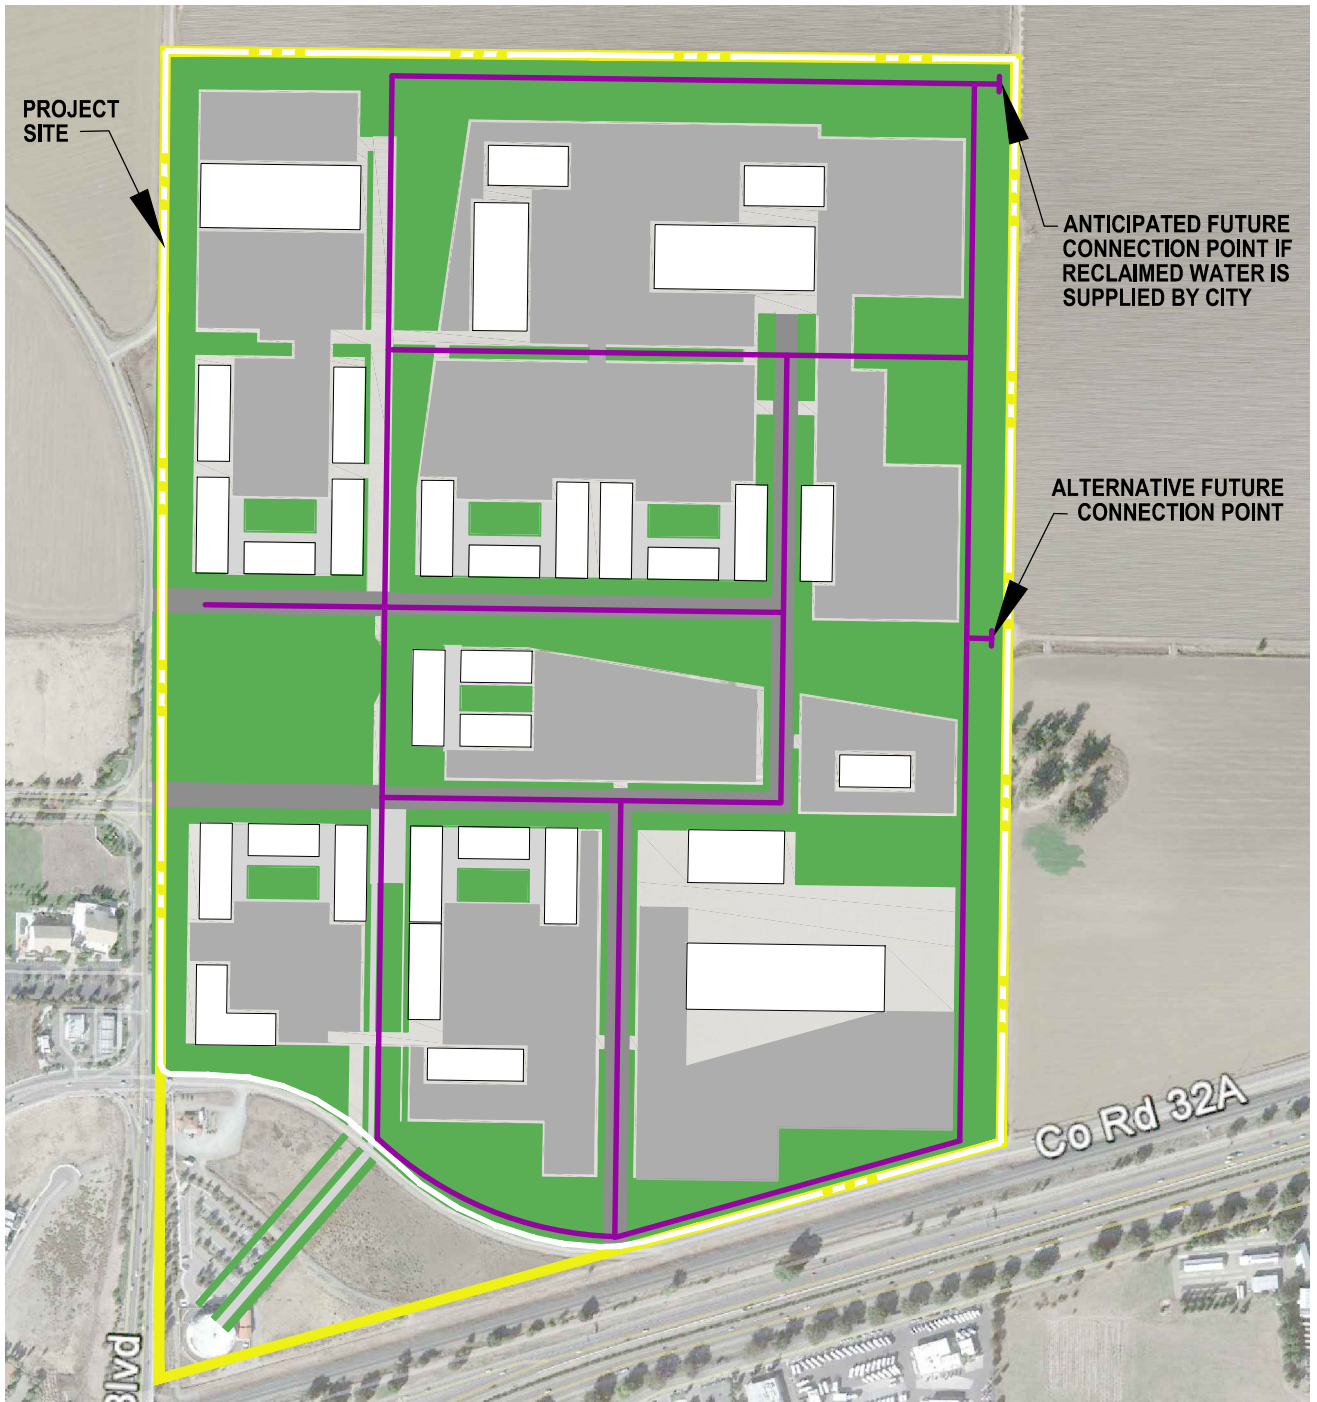 PROJECT
SITE
ANTICIPATED FUTURE
CONNECTION POINT IF
RECLAIMED WATER IS
SUPPLIED BY CITY
ALTERNATIVE FUTURE
CONNECTION POINT
Co Rd 32A
Blvd